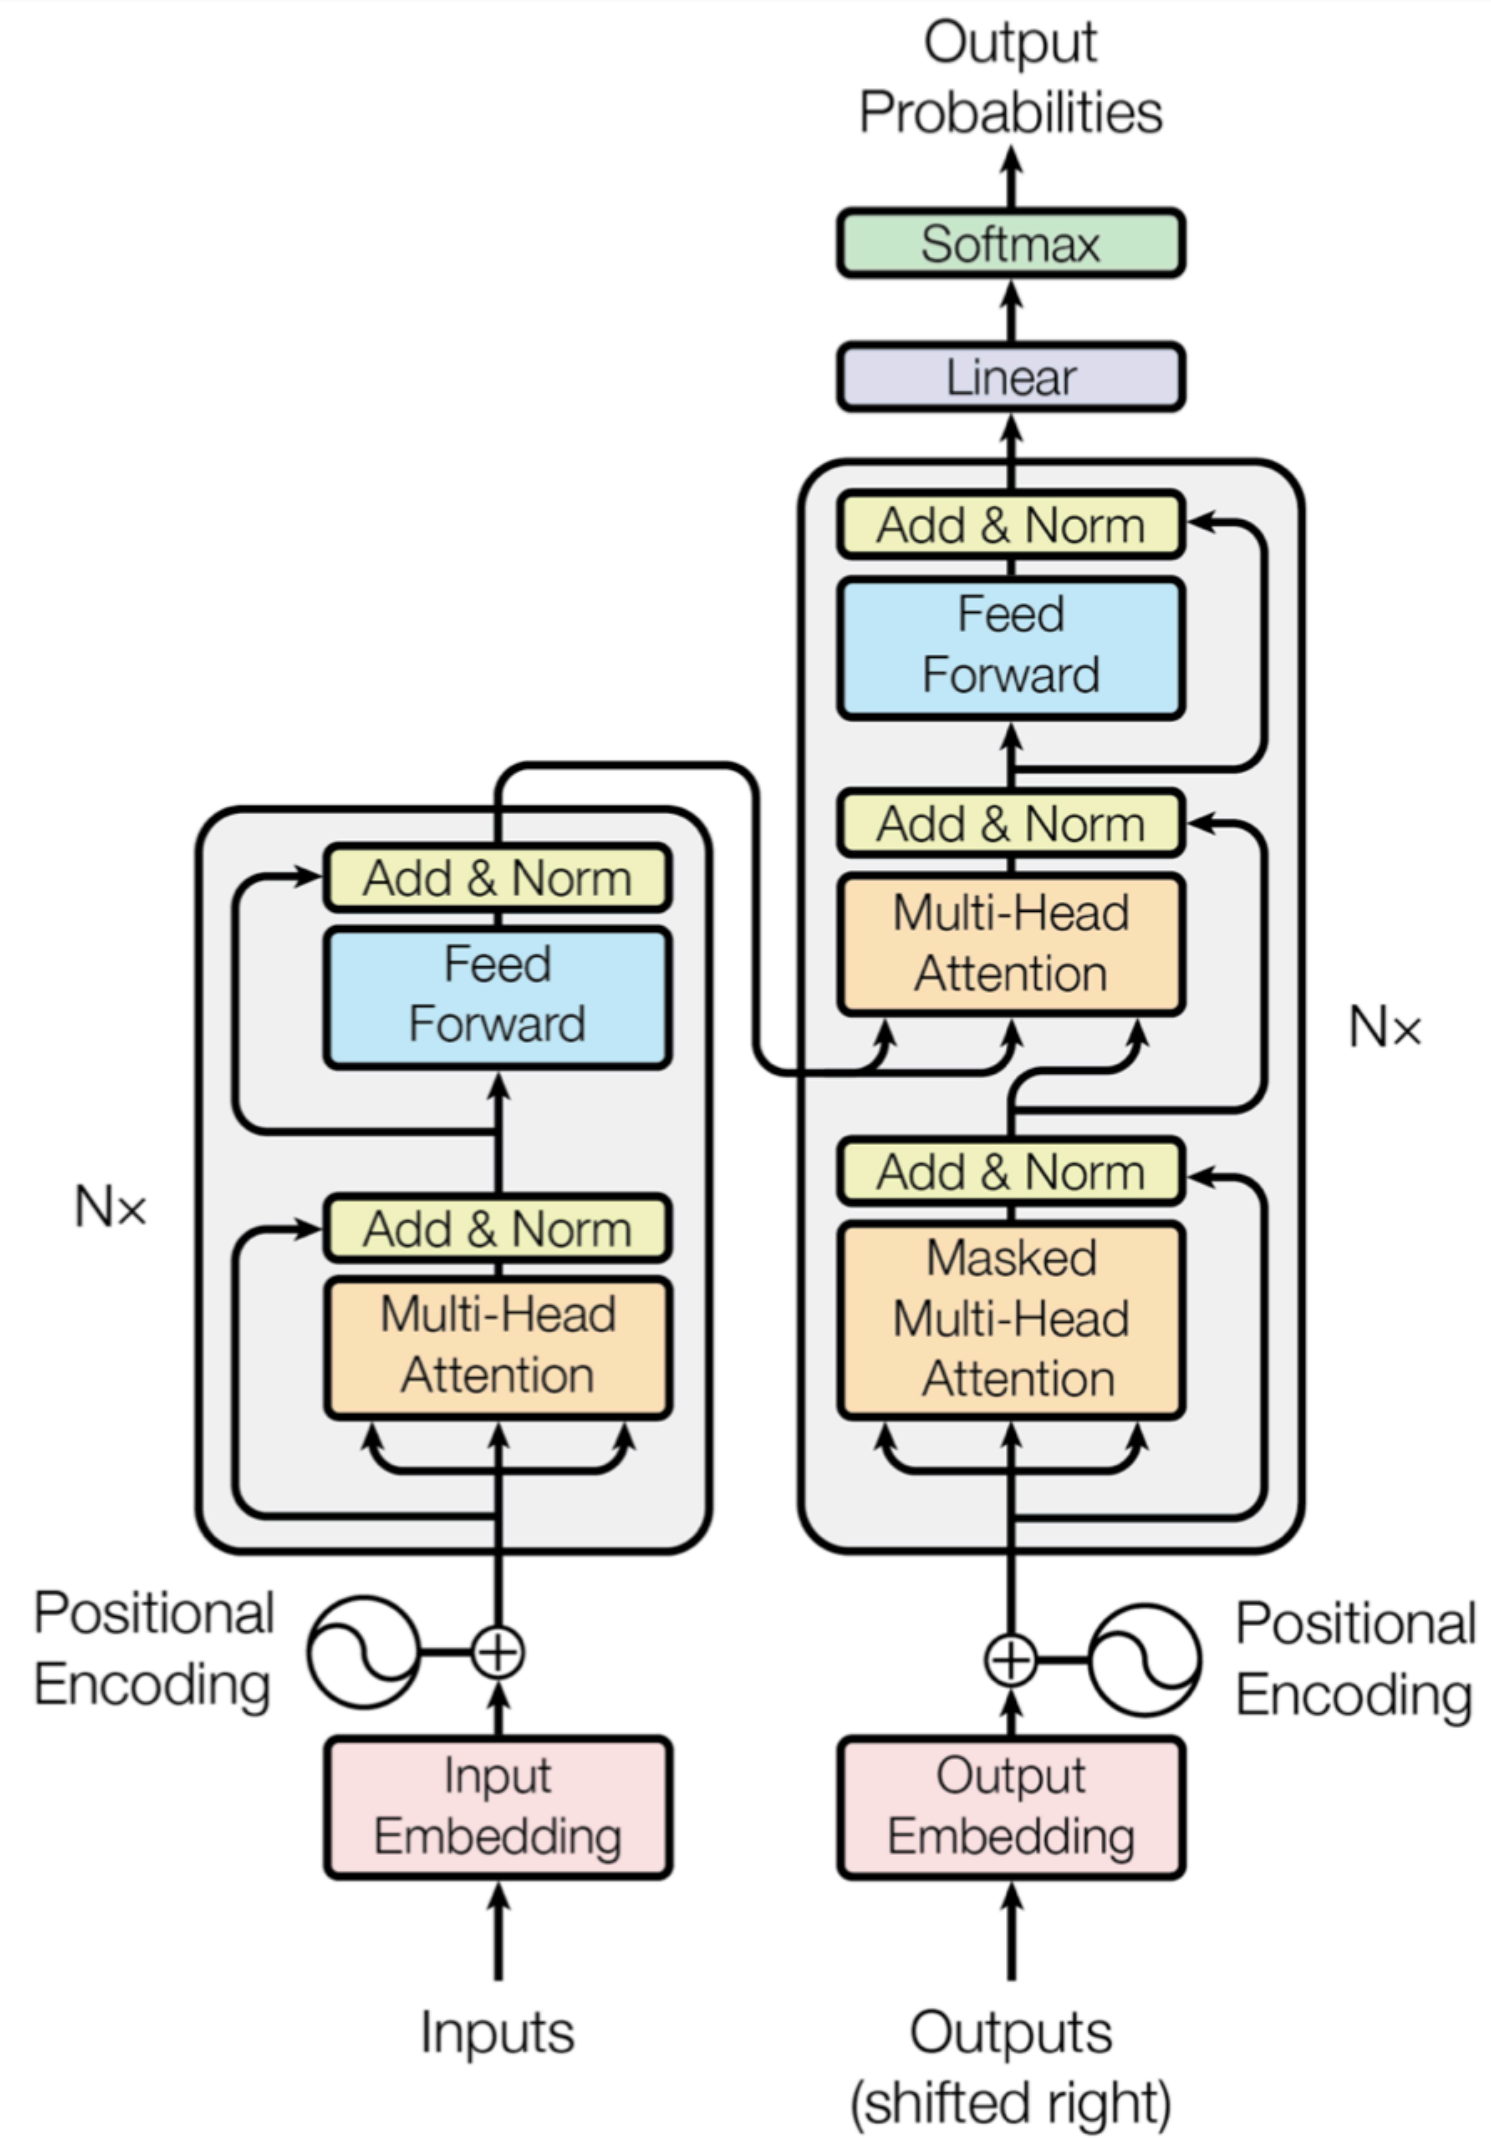 Output
Probabilities
Softmax
Linear
Add & Norm
Feed
Forward
Add & Norm
Multi-Head
Attention
Nx
Add & Norm
Masked
Multi-Head
Attention
Add & Norm
Feed
Forward
Nx
Add & Norm
Multi-Head
Attention
Positional
Encoding
Positional
Encoding
Input
Embedding
Output
Embedding
Inputs
Outputs
(shifted right)